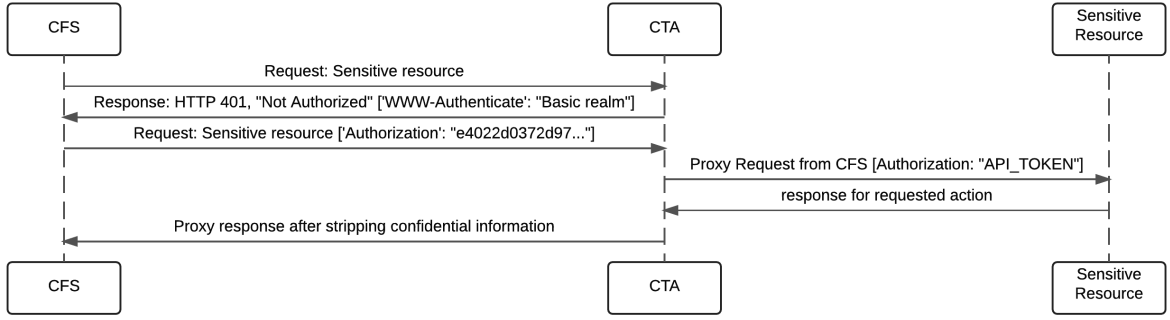 CFS
CTA
Sensitive
Resource
Request: Sensitive resource
Response: HTTP 401, "Not Authorized" ['WWW-Authenticate': "Basic realm"]
Request: Sensitive resource ['Authorization': "e4022d0372d97..."]
Proxy Request from CFS [Authorization: "API_TOKEN"]
response for requested action
Proxy response after stripping confidential information
CFS
CTA
Sensitive
Resource